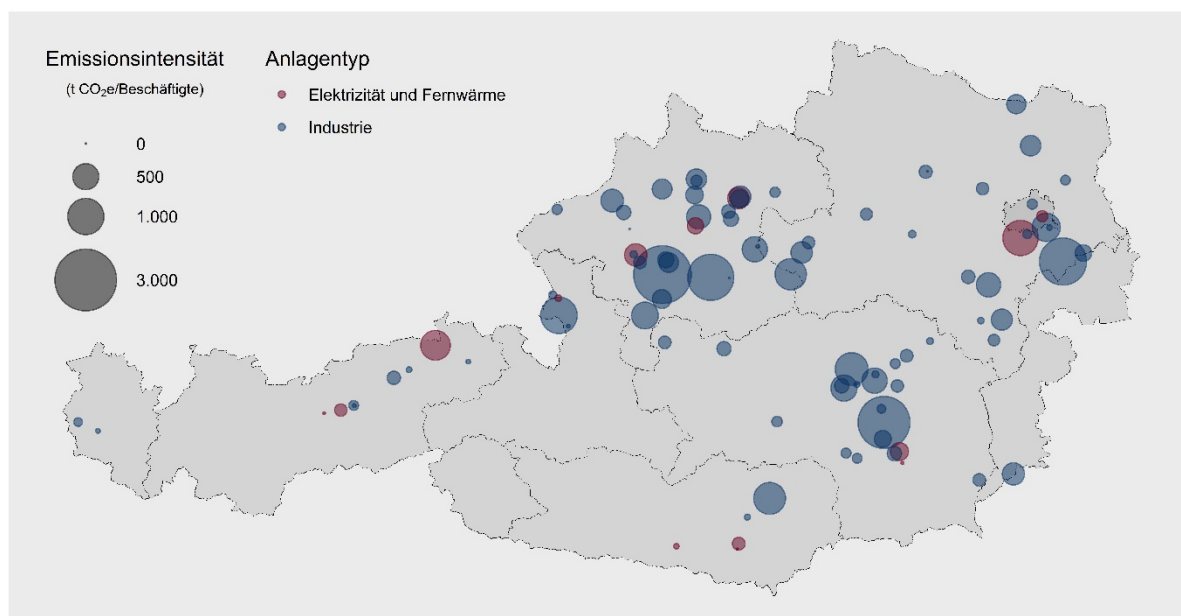 Emissionsintensität
(t CO₂e/Beschäftigte)
0
500
1.000
3.000
Anlagentyp
Elektrizität und Fernwärme
Industrie